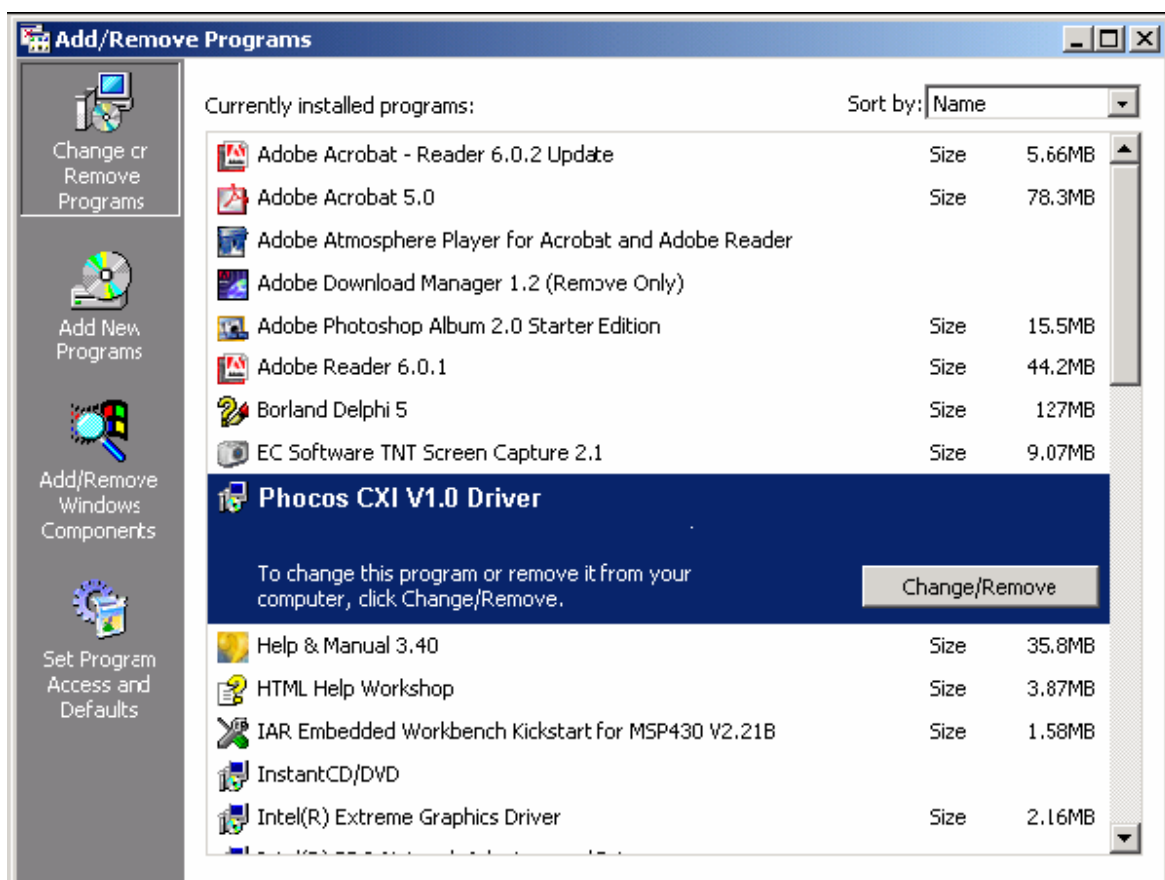 Add/Remove Programs
Change or
Remove
Programs
Add New
Programs
Add/Remove
Windows
Components
Set Program
Access and
Defaults
Currently installed programs:
Sort by: Name
Adobe Acrobat - Reader 6.0.2 Update Size 5.66MB
Adobe Acrobat 5.0 Size 78.3MB
Adobe Atmosphere Player for Acrobat and Adobe Reader
Adobe Download Manager 1.2 (Remove Only)
Adobe Photoshop Album 2.0 Starter Edition Size 15.5MB
Adobe Reader 6.0.1 Size 44.2MB
Borland Delphi 5 Size 127MB
EC Software TNT Screen Capture 2.1 Size 9.07MB
Phocos CXI V1.0 Driver
To change this program or remove it from your
computer, click Change/Remove.
Change/Remove
Help & Manual 3.40 Size 35.8MB
HTML Help Workshop Size 3.87MB
IAR Embedded Workbench Kickstart for MSP430 V2.21B Size 1.58MB
InstantCD/DVD
Intel(R) Extreme Graphics Driver Size 2.16MB